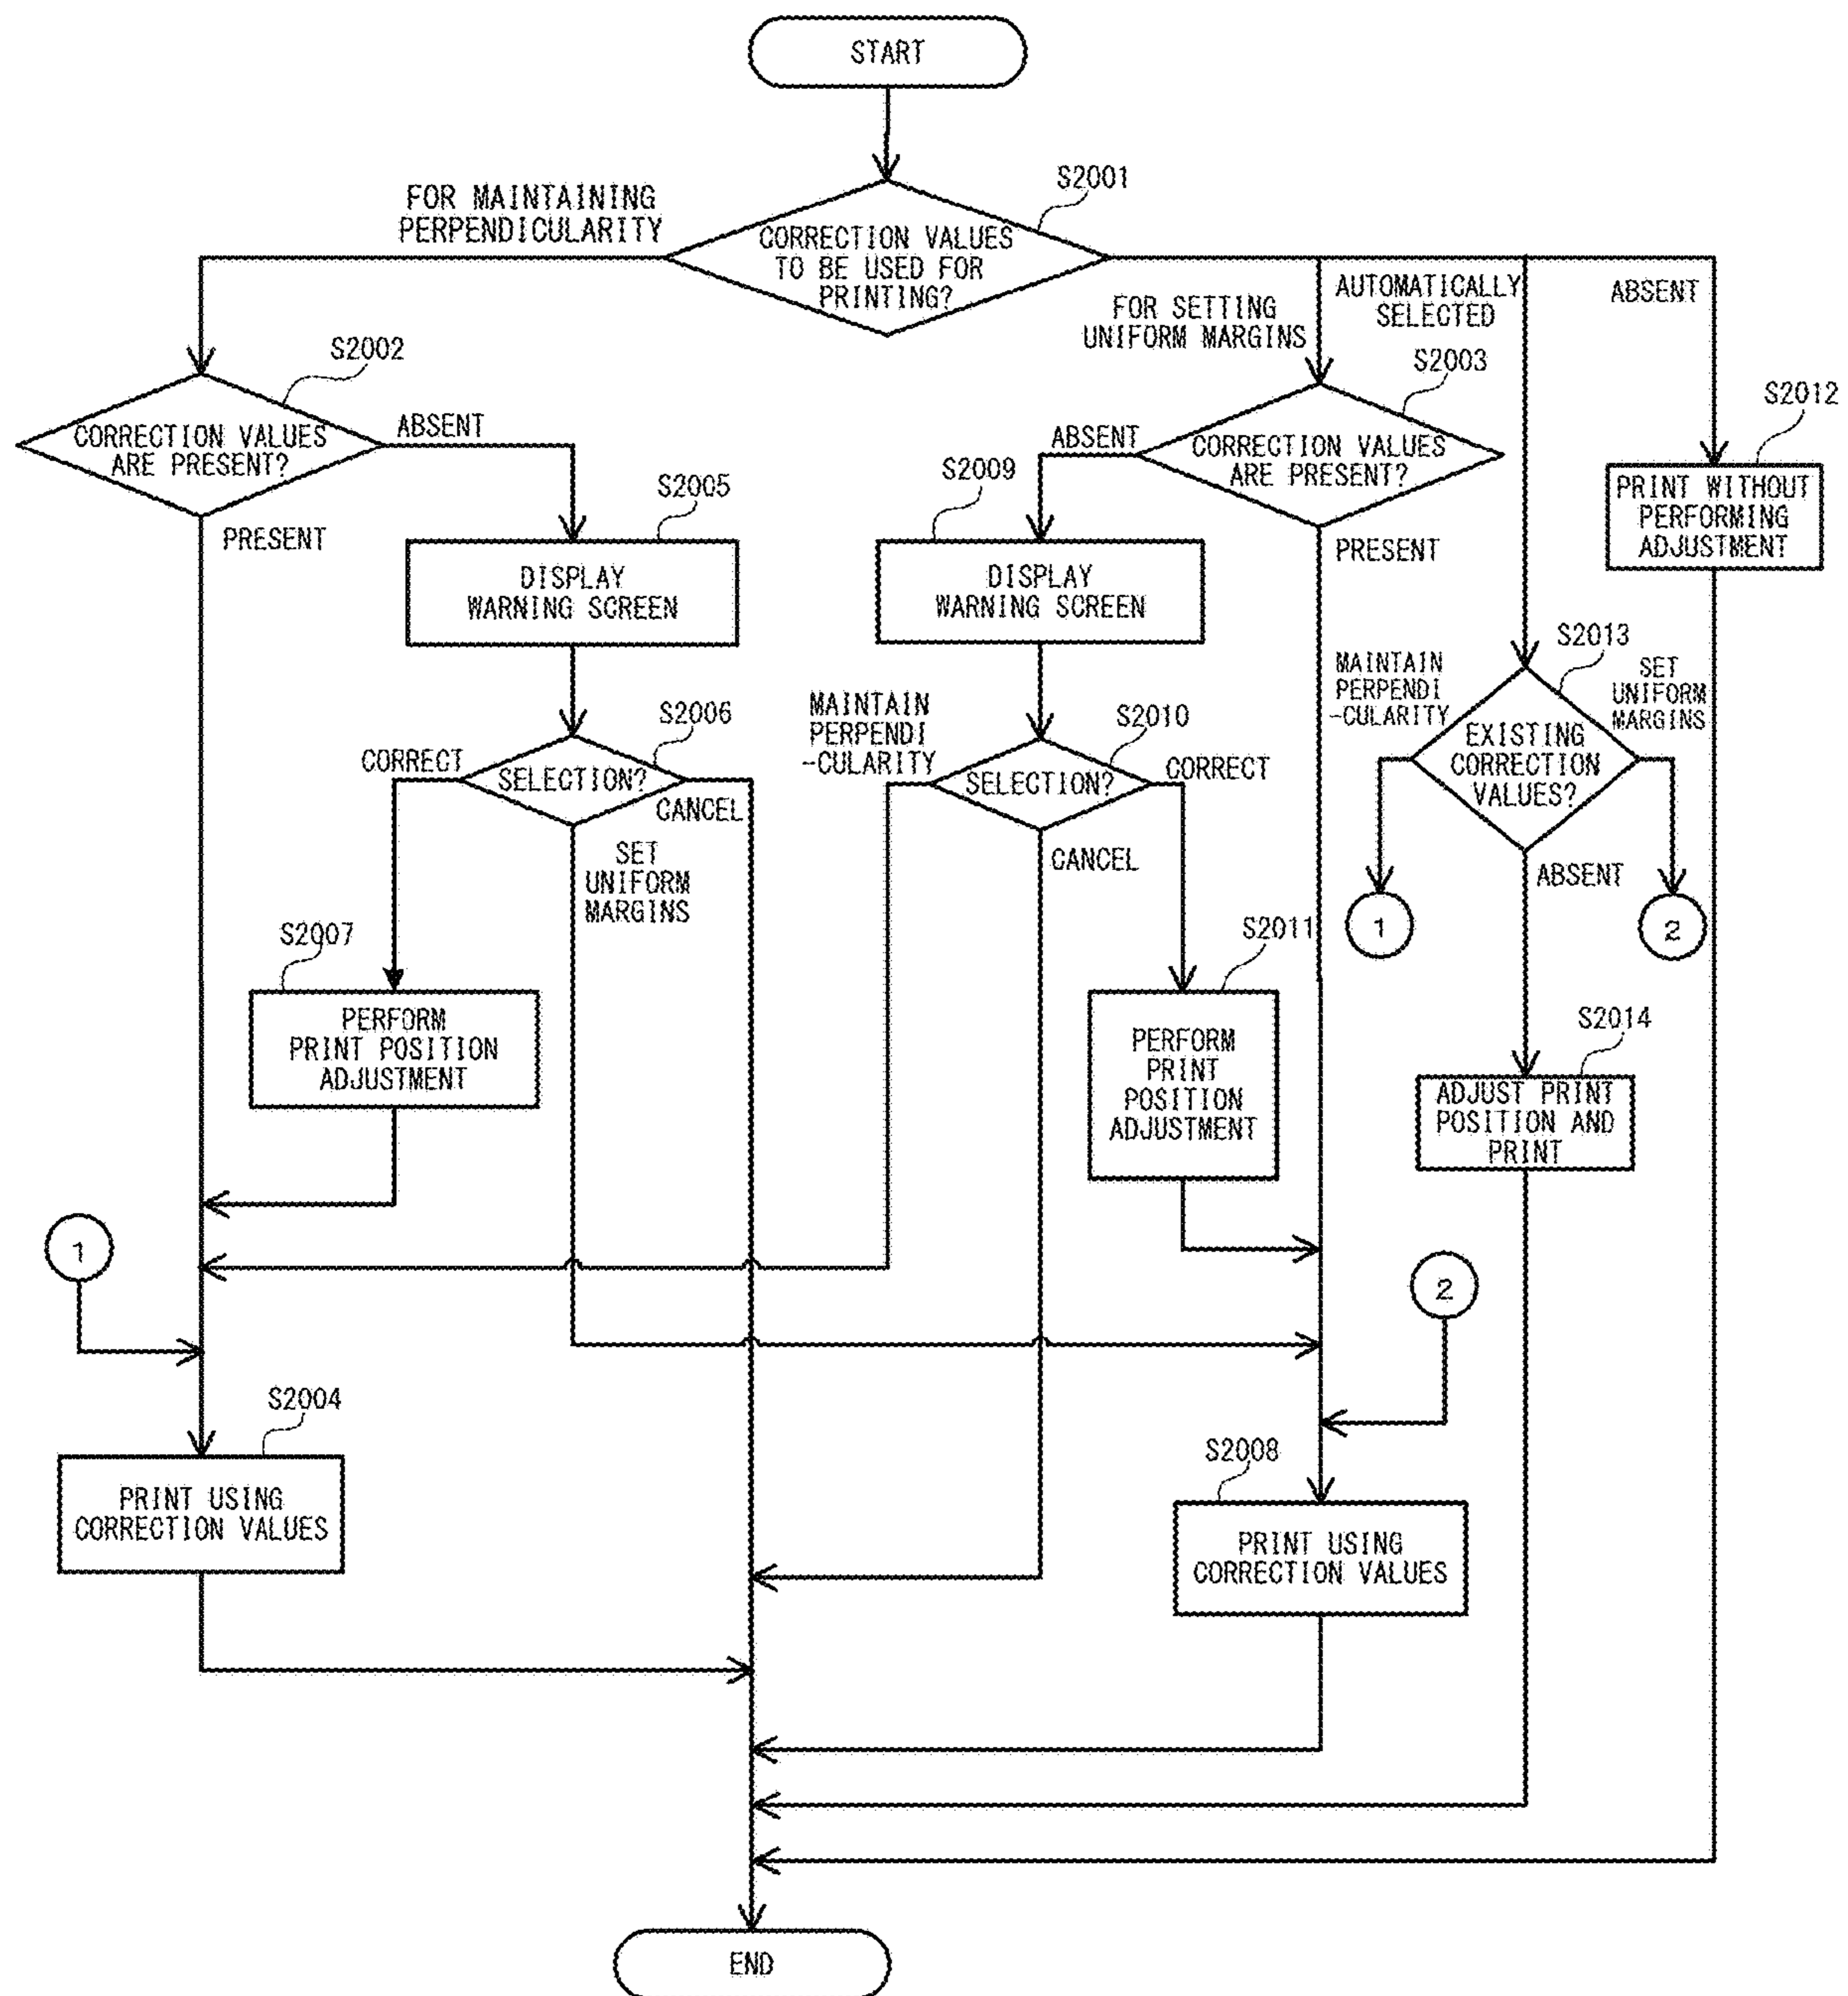 START
S2001
FOR MAINTAINING
PERPENDICULARITY
CORRECTION VALUES
TO BE USED FOR
PRINTING?
FOR SETTING
UNIFORM MARGINS
AUTOMATICALLY
SELECTED
ABSENT
S2002
CORRECTION VALUES
ARE PRESENT?
ABSENT
PRESENT
S2003
CORRECTION VALUES
ARE PRESENT?
ABSENT
PRESENT
S2012
PRINT WITHOUT
PERFORMING
ADJUSTMENT
S2005
DISPLAY
WARNING SCREEN
S2009
DISPLAY
WARNING SCREEN
S2006
SELECTION?
CORRECT
CANCEL
SET
UNIFORM
MARGINS
S2010
SELECTION?
MAINTAIN
PERPENDI
-CULARITY
CORRECT
CANCEL
S2013
MAINTAIN
PERPENDI
-CULARITY
SET
UNIFORM
MARGINS
EXISTING
CORRECTION
VALUES?
ABSENT
1
2
S2007
PERFORM
PRINT POSITION
ADJUSTMENT
S2011
PERFORM
PRINT
POSITION
ADJUSTMENT
S2014
ADJUST PRINT
POSITION AND
PRINT
1
2
S2004
PRINT USING
CORRECTION VALUES
S2008
PRINT USING
CORRECTION VALUES
END